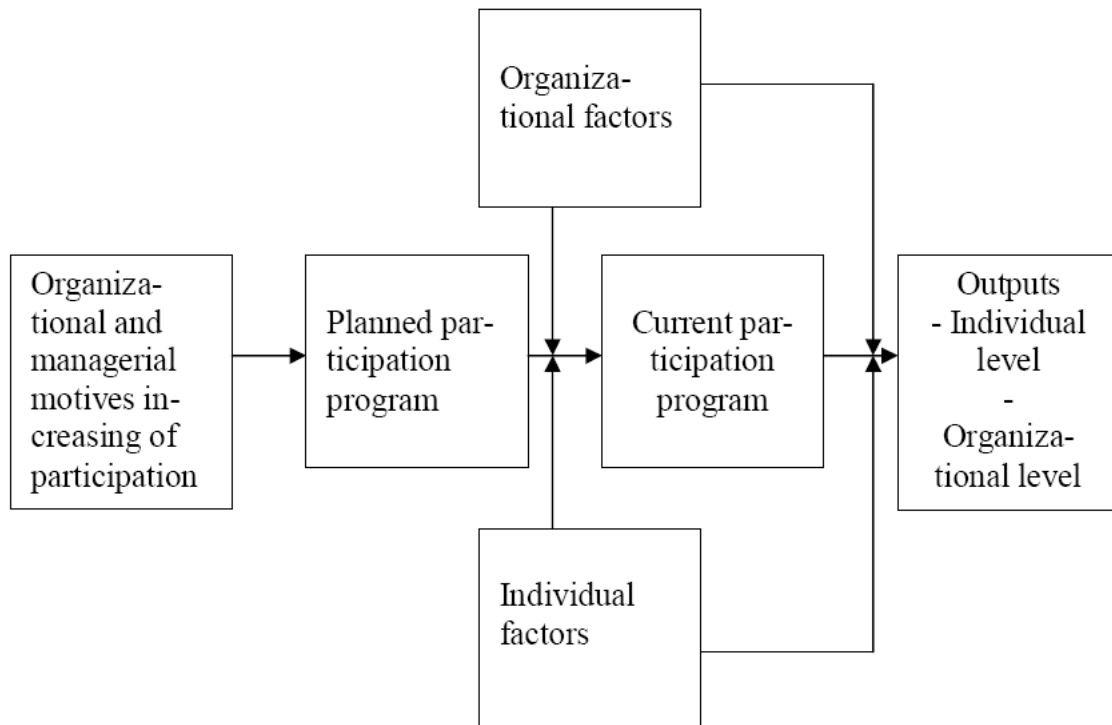 Organiza-
tional factors
Organiza-
tional and
managerial
motives in-
creasing of
participation
Planned par-
ticipation
program
Current par-
ticipation
program
Outputs
- Individual
level
-
Organiza-
tional level
Individual
factors